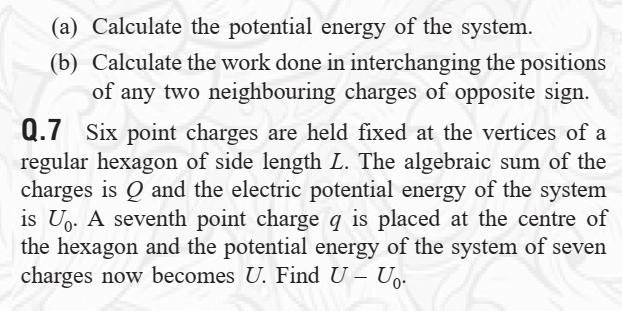 (a) Calculate the potential energy of the system.
(b) Calculate the work done in interchanging the positions
of any two neighbouring charges of opposite sign.
Q.7 Six point charges are held fixed at the vertices of a
regular hexagon of side length L. The algebraic sum of the
charges is Q and the electric potential energy of the system
is U₀. A seventh point charge q is placed at the centre of
the hexagon and the potential energy of the system of seven
charges now becomes U. Find U – U₀.